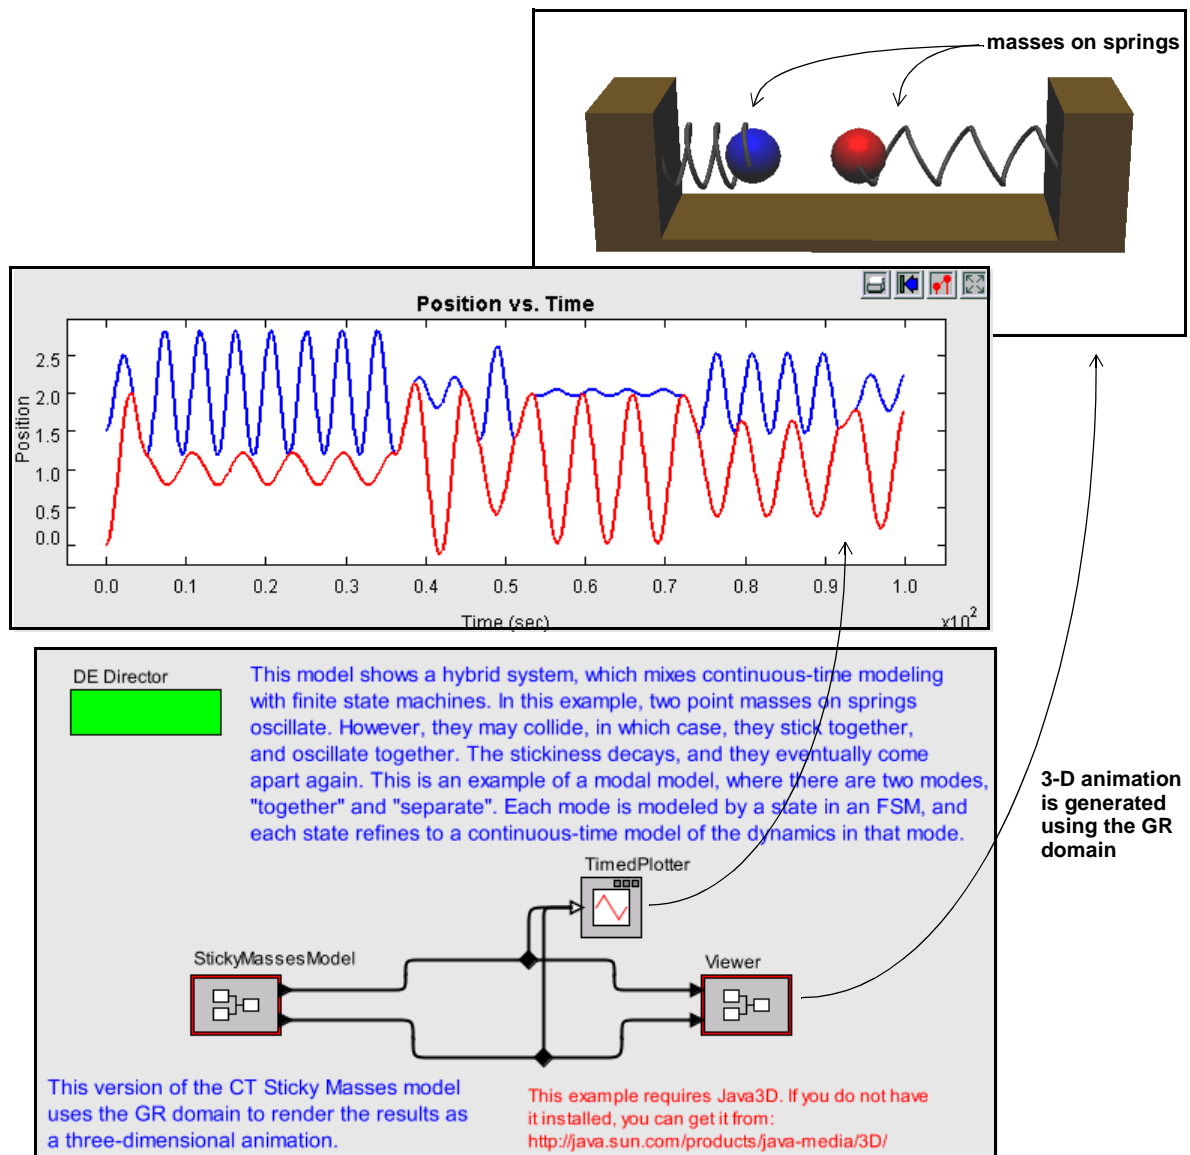 masses on springs
Position vs. Time
Position
2.5
2.0
1.5
1.0
0.5
0.0
0.0
0.1
0.2
0.3
0.4
0.5
0.6
0.7
0.8
0.9
1.0
Time (sec)
x10²
DE Director
This model shows a hybrid system, which mixes continuous-time modeling
with finite state machines. In this example, two point masses on springs
oscillate. However, they may collide, in which case, they stick together,
and oscillate together. The stickiness decays, and they eventually come
apart again. This is an example of a modal model, where there are two modes,
"together" and "separate". Each mode is modeled by a state in an FSM, and
each state refines to a continuous-time model of the dynamics in that mode.
3-D animation
is generated
using the GR
domain
TimedPlotter
StickyMassesModel
Viewer
This version of the CT Sticky Masses model
uses the GR domain to render the results as
a three-dimensional animation.
This example requires Java3D. If you do not have
it installed, you can get it from:
http://java.sun.com/products/java-media/3D/